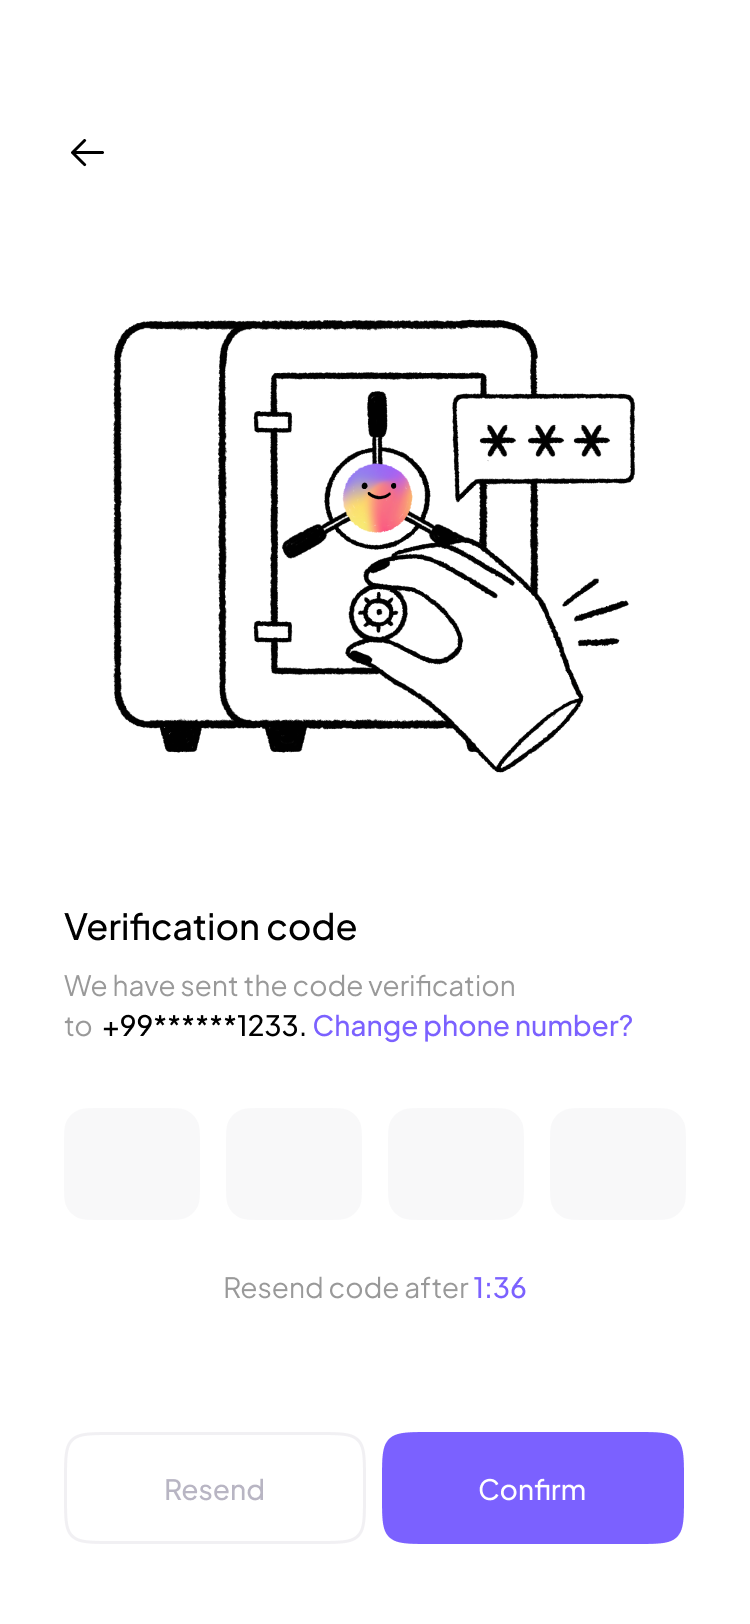 * * *
Verification code
We have sent the code verification
to +99******1233. Change phone number?
Resend code after 1:36
Resend
Confirm